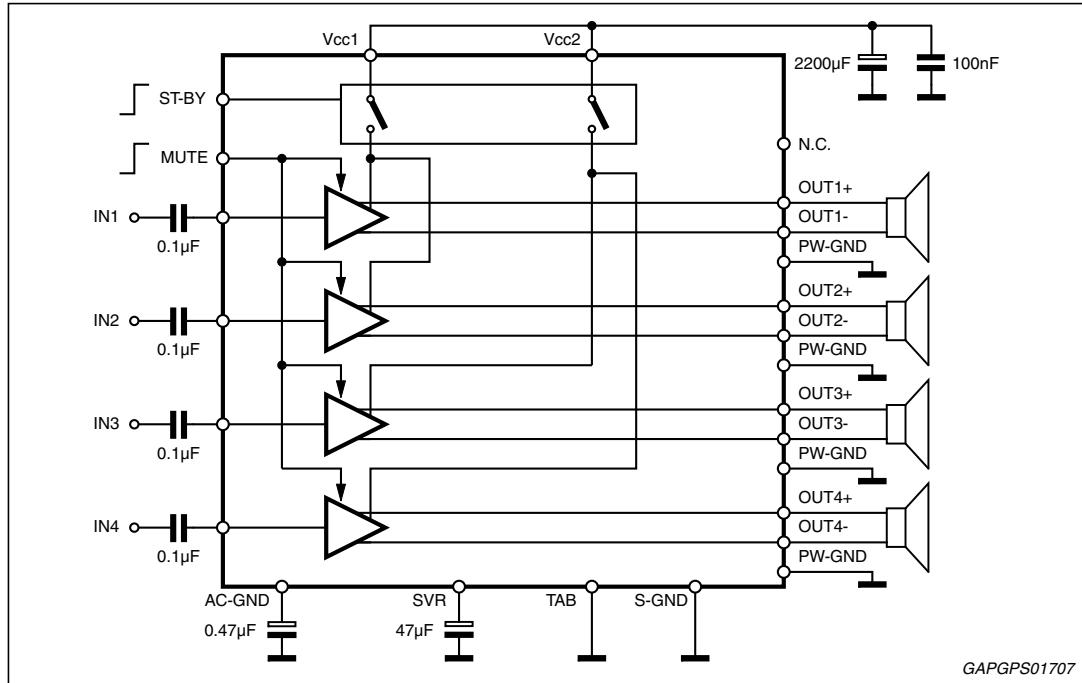 Vcc1
Vcc2
2200µF
100nF
ST-BY
N.C.
MUTE
OUT1+
IN1
OUT1-
0.1µF
PW-GND
OUT2+
IN2
OUT2-
0.1µF
PW-GND
OUT3+
IN3
OUT3-
0.1µF
PW-GND
OUT4+
IN4
OUT4-
0.1µF
PW-GND
AC-GND
SVR
TAB
S-GND
0.47µF
47µF
GAPGPS01707